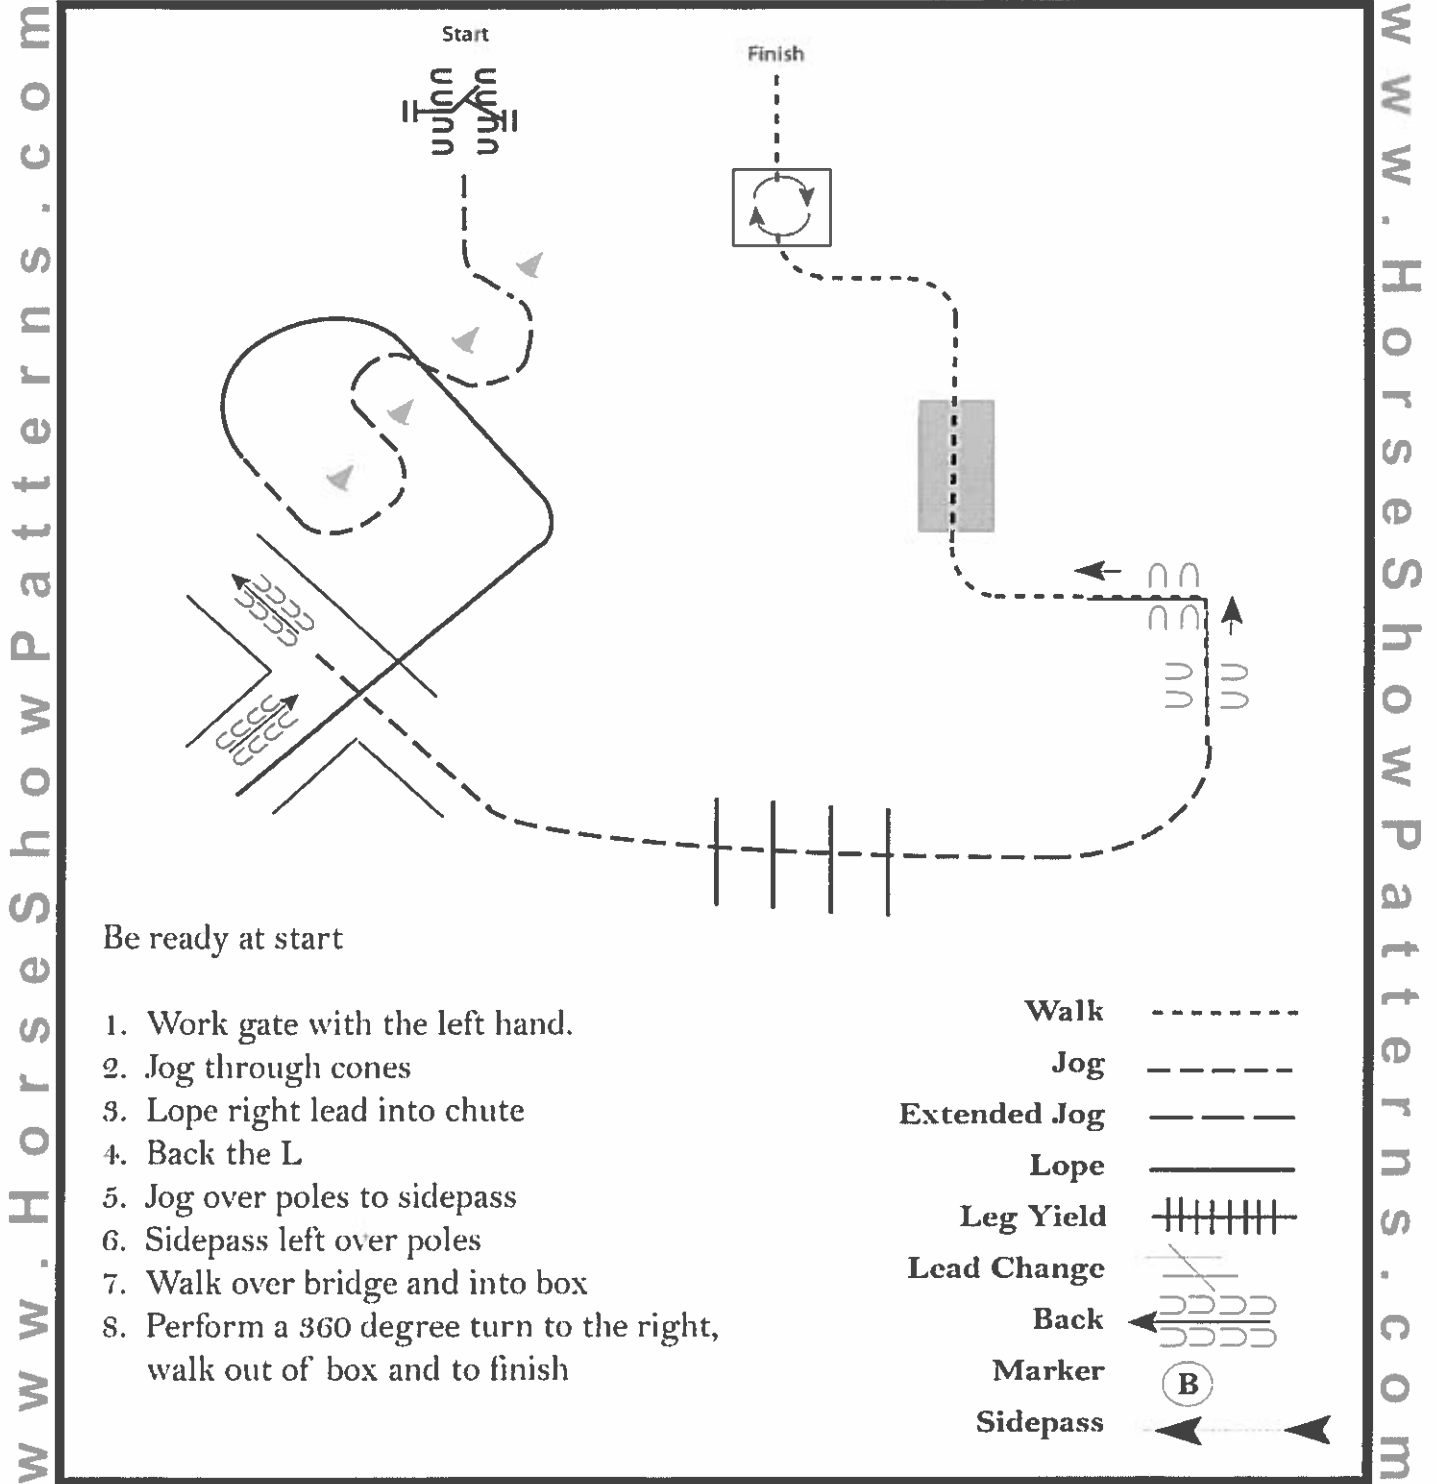 www.HorseShowPatterns.com
www.HorseShowPatterns.com
Start
Finish
Be ready at start
1. Work gate with the left hand.
2. Jog through cones
3. Lope right lead into chute
4. Back the L
5. Jog over poles to sidepass
6. Sidepass left over poles
7. Walk over bridge and into box
8. Perform a 360 degree turn to the right,
walk out of box and to finish
Walk
Jog
Extended Jog
Lope
Leg Yield
Lead Change
Back
Marker B
Sidepass